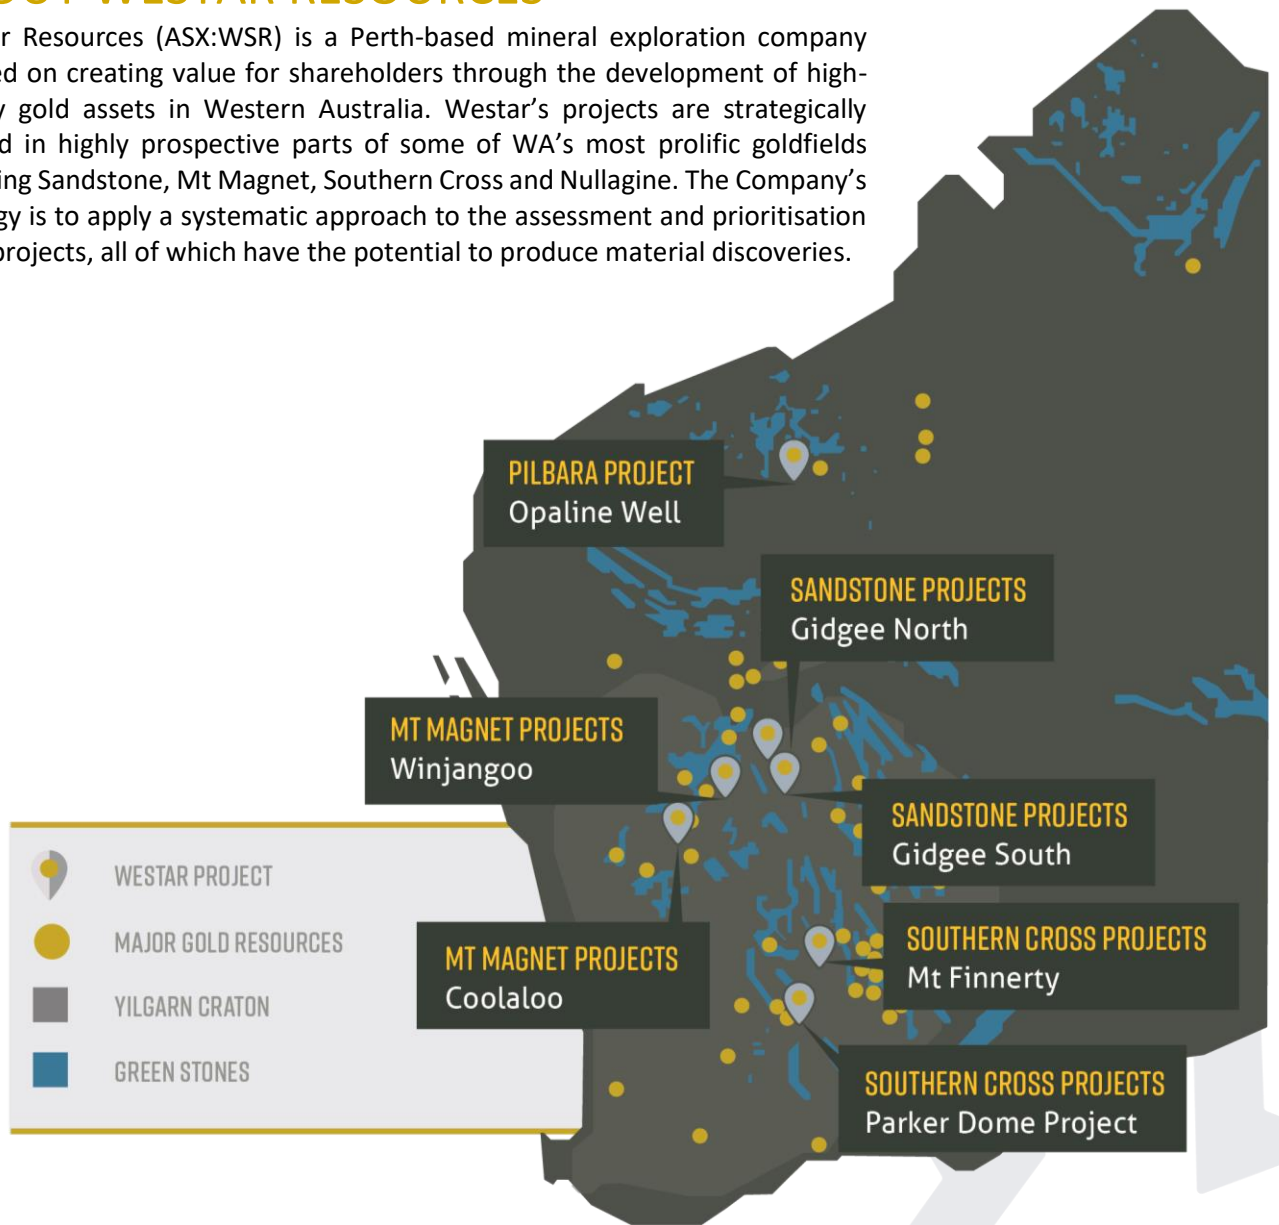 OUT WESTAR RESOURCES
r Resources (ASX:WSR) is a Perth-based mineral exploration company
ed on creating value for shareholders through the development of high-
y gold assets in Western Australia. Westar's projects are strategically
d in highly prospective parts of some of WA's most prolific goldfields
ing Sandstone, Mt Magnet, Southern Cross and Nullagine. The Company's
gy is to apply a systematic approach to the assessment and prioritisation
projects, all of which have the potential to produce material discoveries.
PILBARA PROJECT
Opaline Well
SANDSTONE PROJECTS
Gidgee North
MT MAGNET PROJECTS
Winjangoo
SANDSTONE PROJECTS
Gidgee South
WESTAR PROJECT
MAJOR GOLD RESOURCES
YILGARN CRATON
GREEN STONES
MT MAGNET PROJECTS
Coolaloo
SOUTHERN CROSS PROJECTS
Mt Finnerty
SOUTHERN CROSS PROJECTS
Parker Dome Project